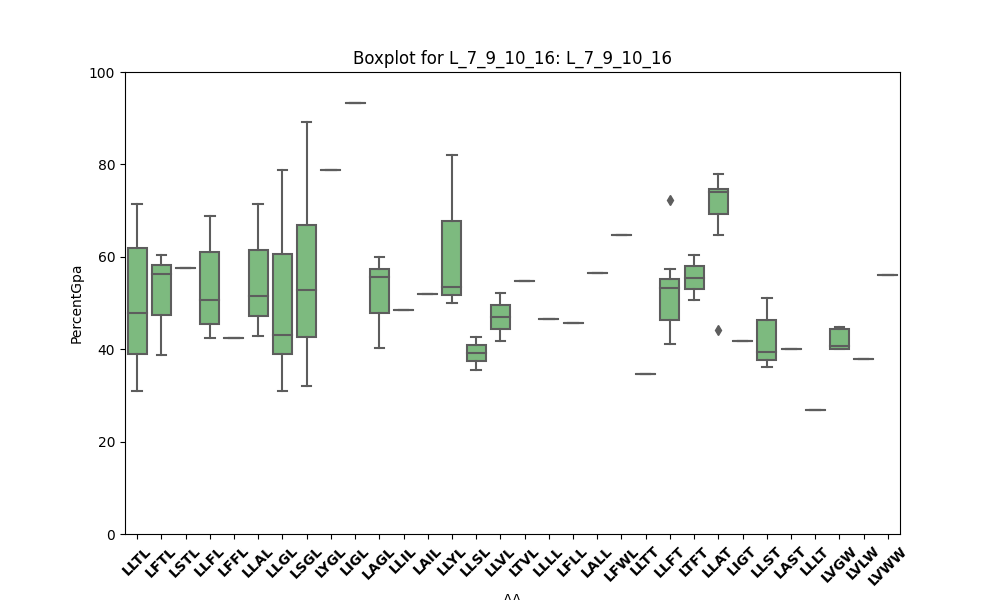 Boxplot for L_7_9_10_16: L_7_9_10_16
PercentGpa
100
80
60
40
20
0
LLTL LFTL LSTL LLFL LFFL LLAL LLGL LSGL LYGL LIGL LAGL LLIL LAIL LLYL LLSL LLVL LTVL LLLL LFLL LALL LFWL LLTT LLFT LTFT LLAT LIGT LLST LAST LLLT LVGW LVLW LVWW
AA